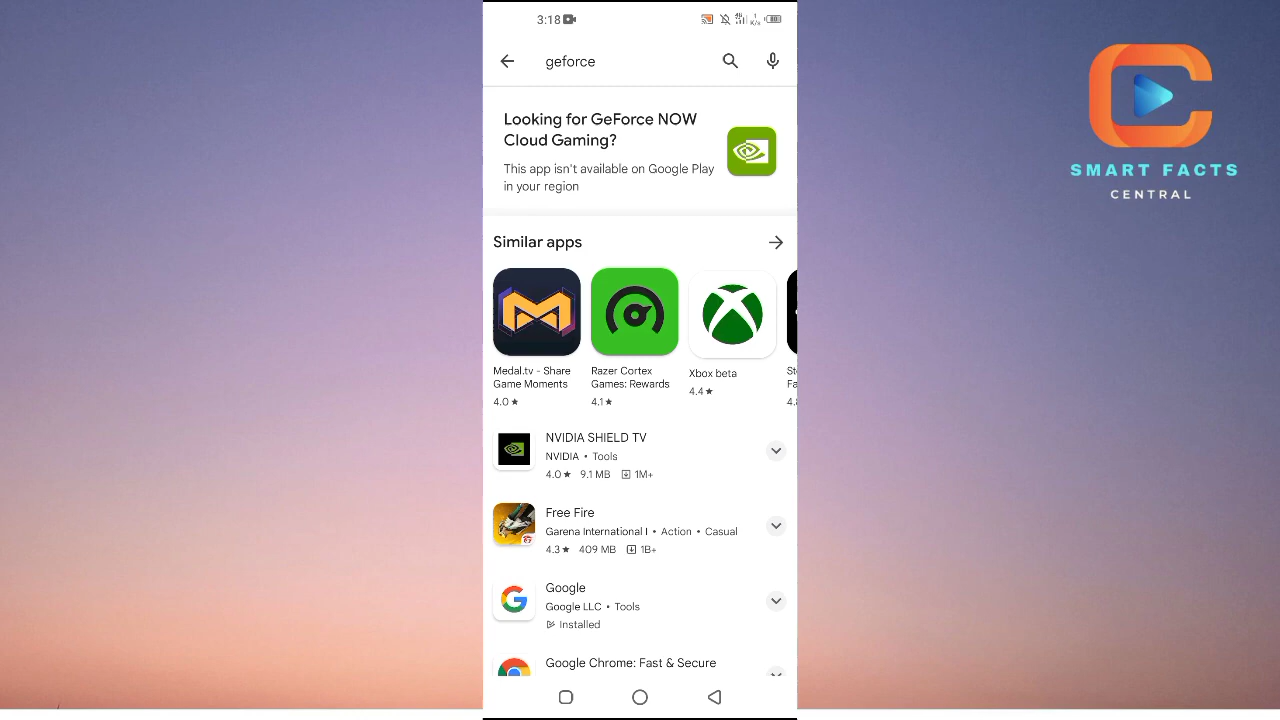 3:18
4G
1
K/s
80
geforce
SMART FACTS
CENTRAL
Looking for GeForce NOW
Cloud Gaming?
This app isn't available on Google Play
in your region
Similar apps
Medal.tv - Share
Game Moments
4.0 ★
Razer Cortex
Games: Rewards
4.1 ★
Xbox beta
4.4 ★
NVIDIA SHIELD TV
NVIDIA • Tools
4.0 ★ 9.1 MB 1M+
Free Fire
Garena International I • Action • Casual
4.3 ★ 409 MB 1B+
Google
Google LLC • Tools
Installed
Google Chrome: Fast & Secure